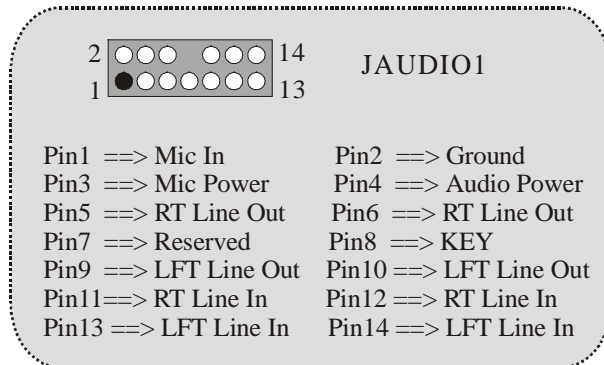 2 14 JAUDIO1
1 13
Pin1 ==> Mic In Pin2 ==> Ground
Pin3 ==> Mic Power Pin4 ==> Audio Power
Pin5 ==> RT Line Out Pin6 ==> RT Line Out
Pin7 ==> Reserved Pin8 ==> KEY
Pin9 ==> LFT Line Out Pin10 ==> LFT Line Out
Pin11==> RT Line In Pin12 ==> RT Line In
Pin13 ==> LFT Line In Pin14 ==> LFT Line In